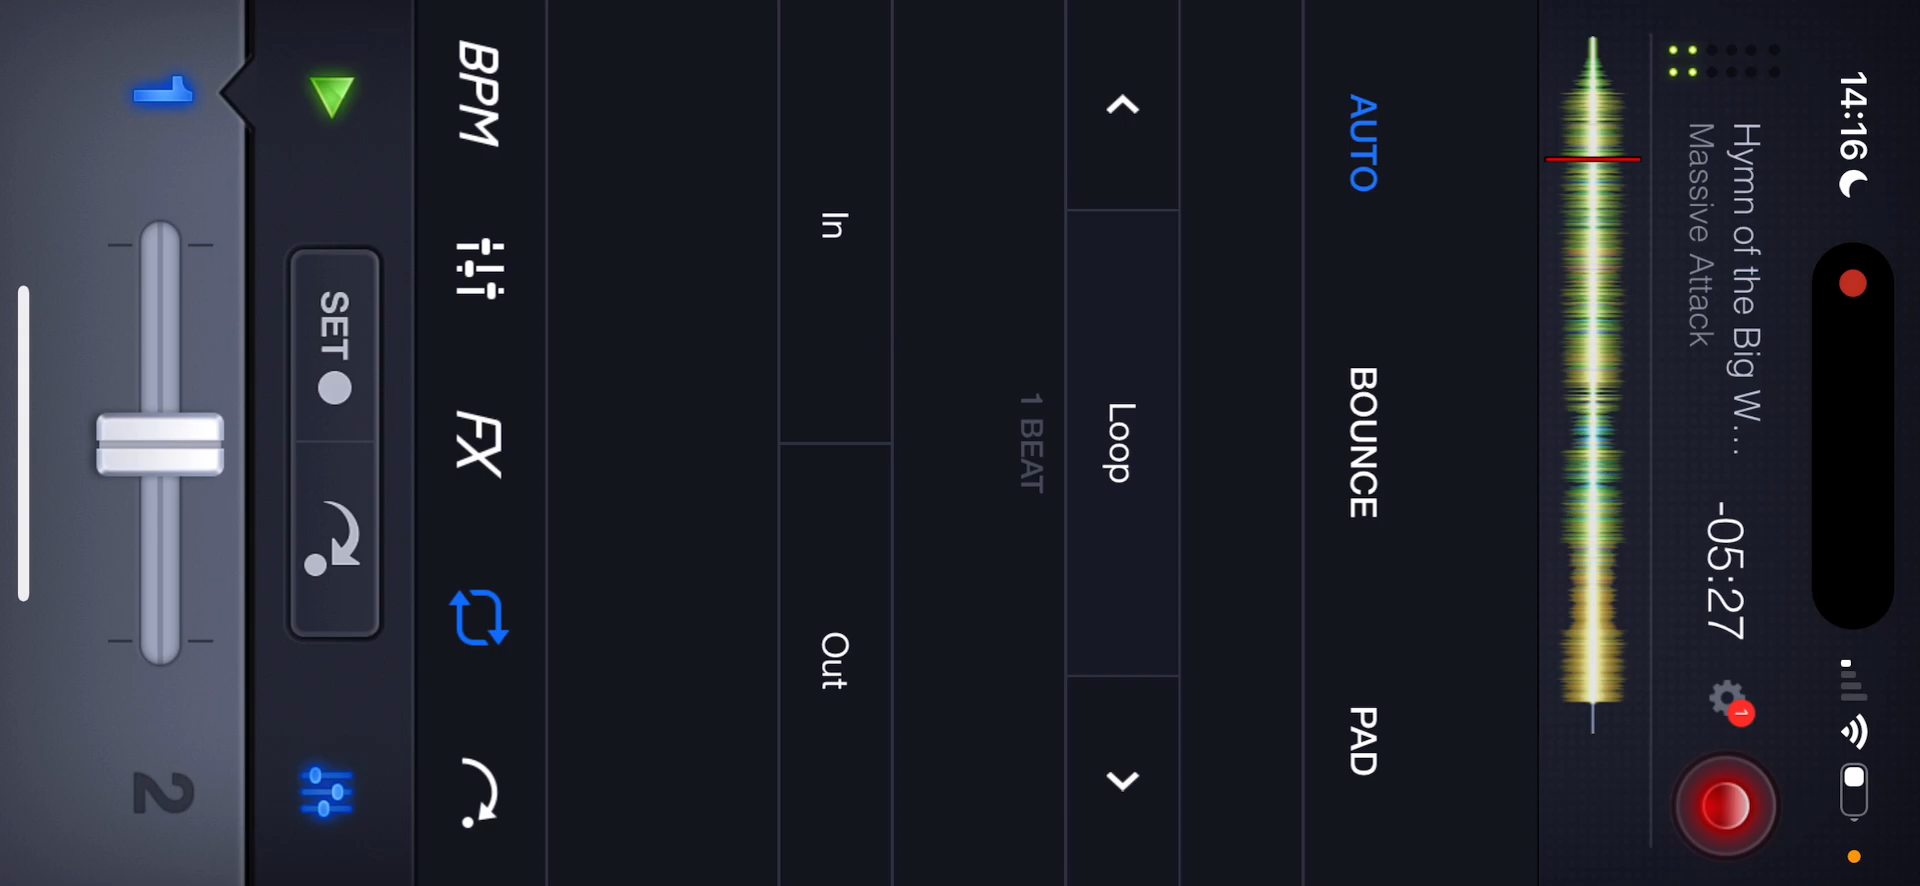 14:16
Hymn of the Big W...
Massive Attack
-05:27
1
AUTO
BOUNCE
PAD
<
Loop
>
1 BEAT
In
Out
BPM
FX
SET
1
2